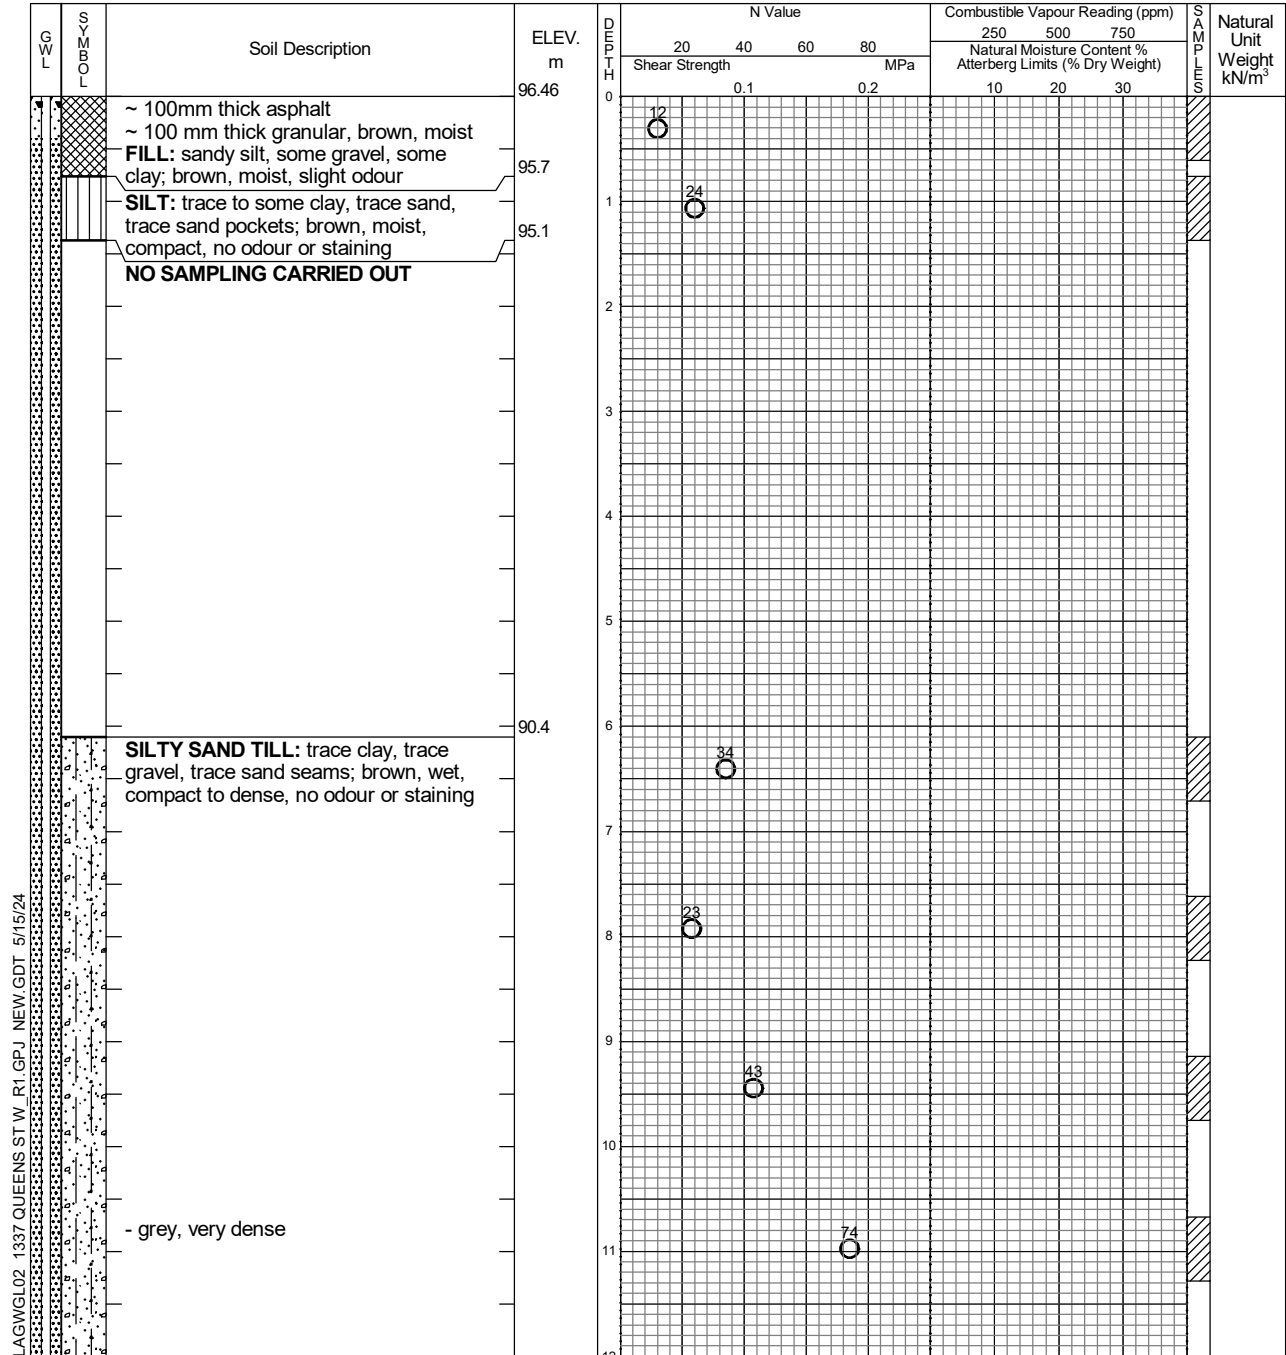 GWL
SYMBOL
Soil Description
ELEV.
m
96.46
DEPTH
N Value
20 40 60 80
Shear Strength MPa
0.1 0.2
Combustible Vapour Reading (ppm)
250 500 750
Natural Moisture Content %
Atterberg Limits (% Dry Weight)
10 20 30
SAMPLES
Natural
Unit
Weight
kN/m³
0
~ 100mm thick asphalt
12
~ 100 mm thick granular, brown, moist
FILL: sandy silt, some gravel, some
95.7
clay; brown, moist, slight odour
24
SILT: trace to some clay, trace sand,
1
trace sand pockets; brown, moist,
95.1
compact, no odour or staining
NO SAMPLING CARRIED OUT
2
3
4
5
6
90.4
SILTY SAND TILL: trace clay, trace
34
gravel, trace sand seams; brown, wet,
compact to dense, no odour or staining
7
23
8
9
43
10
- grey, very dense
74
11
LAGWGL02 1337 QUEENS ST W_R1.GPJ NEW.GDT 5/15/24